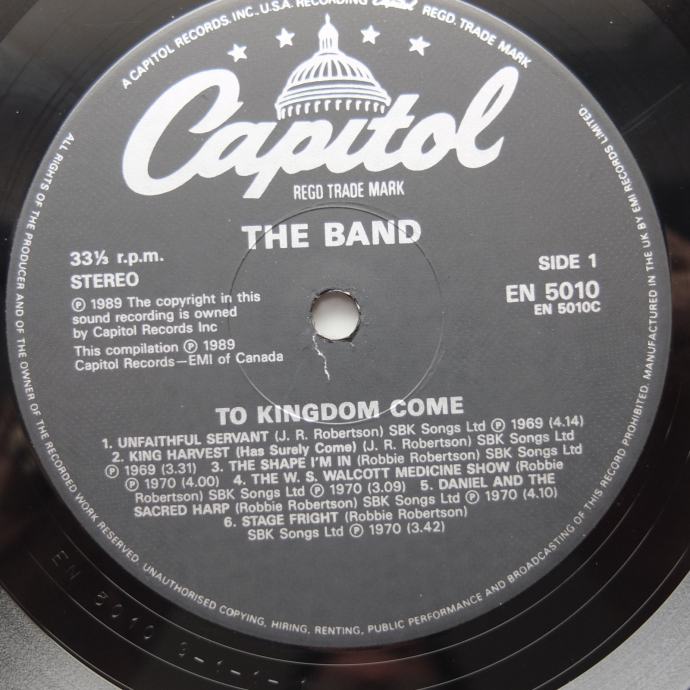 A CAPITOL RECORDS, INC., U.S.A. RECORDING Capitol REGD. TRADE MARK
Capitol
REGD TRADE MARK
THE BAND
33⅓ r.p.m.
STEREO
SIDE 1
EN 5010
EN 5010C
Ⓟ 1989 The copyright in this
sound recording is owned
by Capitol Records Inc
This compilation Ⓟ 1989
Capitol Records—EMI of Canada
TO KINGDOM COME
1. UNFAITHFUL SERVANT (J. R. Robertson) SBK Songs Ltd Ⓟ 1969 (4.14)
2. KING HARVEST (Has Surely Come) (J. R. Robertson) SBK Songs Ltd
Ⓟ 1969 (3.31) 3. THE SHAPE I'M IN (Robbie Robertson) SBK Songs Ltd
Ⓟ 1970 (4.00) 4. THE W. S. WALCOTT MEDICINE SHOW (Robbie
Robertson) SBK Songs Ltd Ⓟ 1970 (3.09) 5. DANIEL AND THE
SACRED HARP (Robbie Robertson) SBK Songs Ltd Ⓟ 1970 (4.10)
6. STAGE FRIGHT (Robbie Robertson)
SBK Songs Ltd Ⓟ 1970 (3.42)
ALL RIGHTS OF THE PRODUCER AND OF THE OWNER OF THE RECORDED WORK RESERVED. UNAUTHORISED COPYING, HIRING, RENTING, PUBLIC PERFORMANCE AND BROADCASTING OF THIS RECORD PROHIBITED. MANUFACTURED IN THE UK BY EMI RECORDS LIMITED.
EN 5010